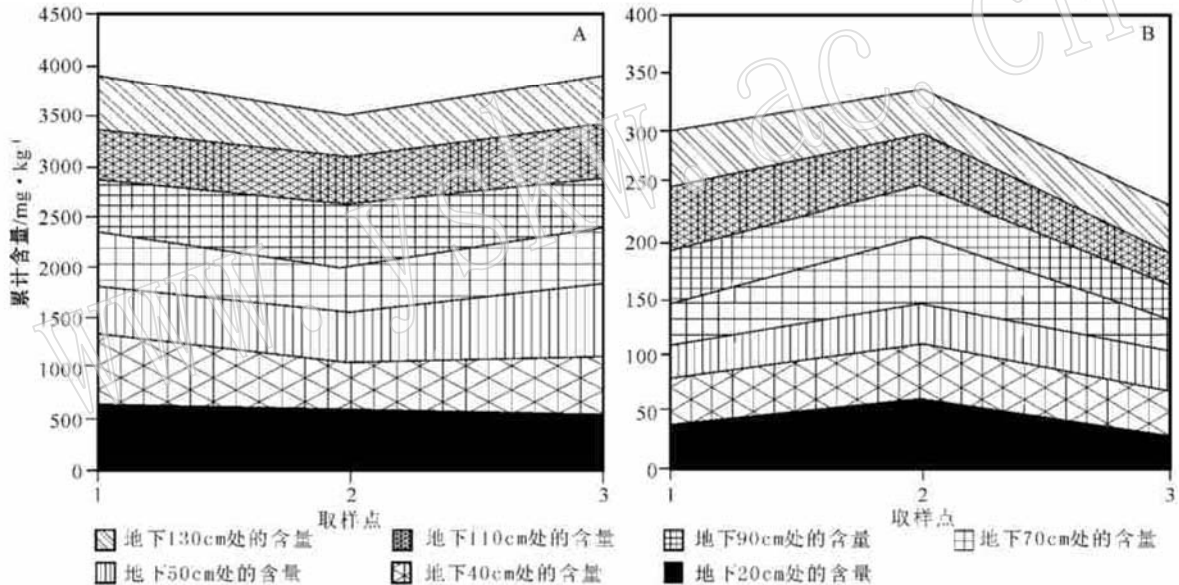 4500
4000
3500
3000
2500
2000
1500
1000
500
0
累计含量/mg·kg⁻¹
A
1 2 3
取样点
400
350
300
250
200
150
100
50
0
B
1 2 3
取样点
地下130cm处的含量 地下110cm处的含量 地下90cm处的含量 地下70cm处的含量
地下50cm处的含量 地下40cm处的含量 地下20cm处的含量
www.yskw.ac.cn